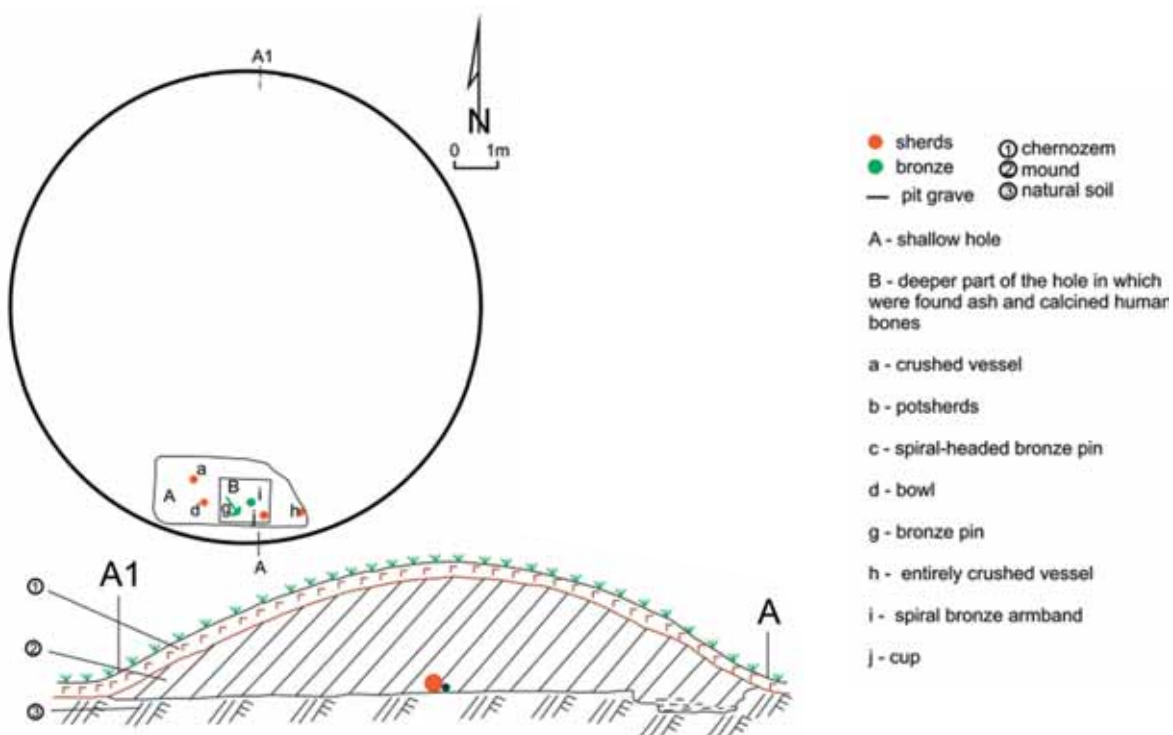 A1
N
0 1m
a
A
B
i
d
g
j
h
A
A1
A
①
②
③
sherds
bronze
pit grave
① chernozem
② mound
③ natural soil
A - shallow hole
B - deeper part of the hole in which
were found ash and calcined human
bones
a - crushed vessel
b - potsherds
c - spiral-headed bronze pin
d - bowl
g - bronze pin
h - entirely crushed vessel
i - spiral bronze armband
j - cup